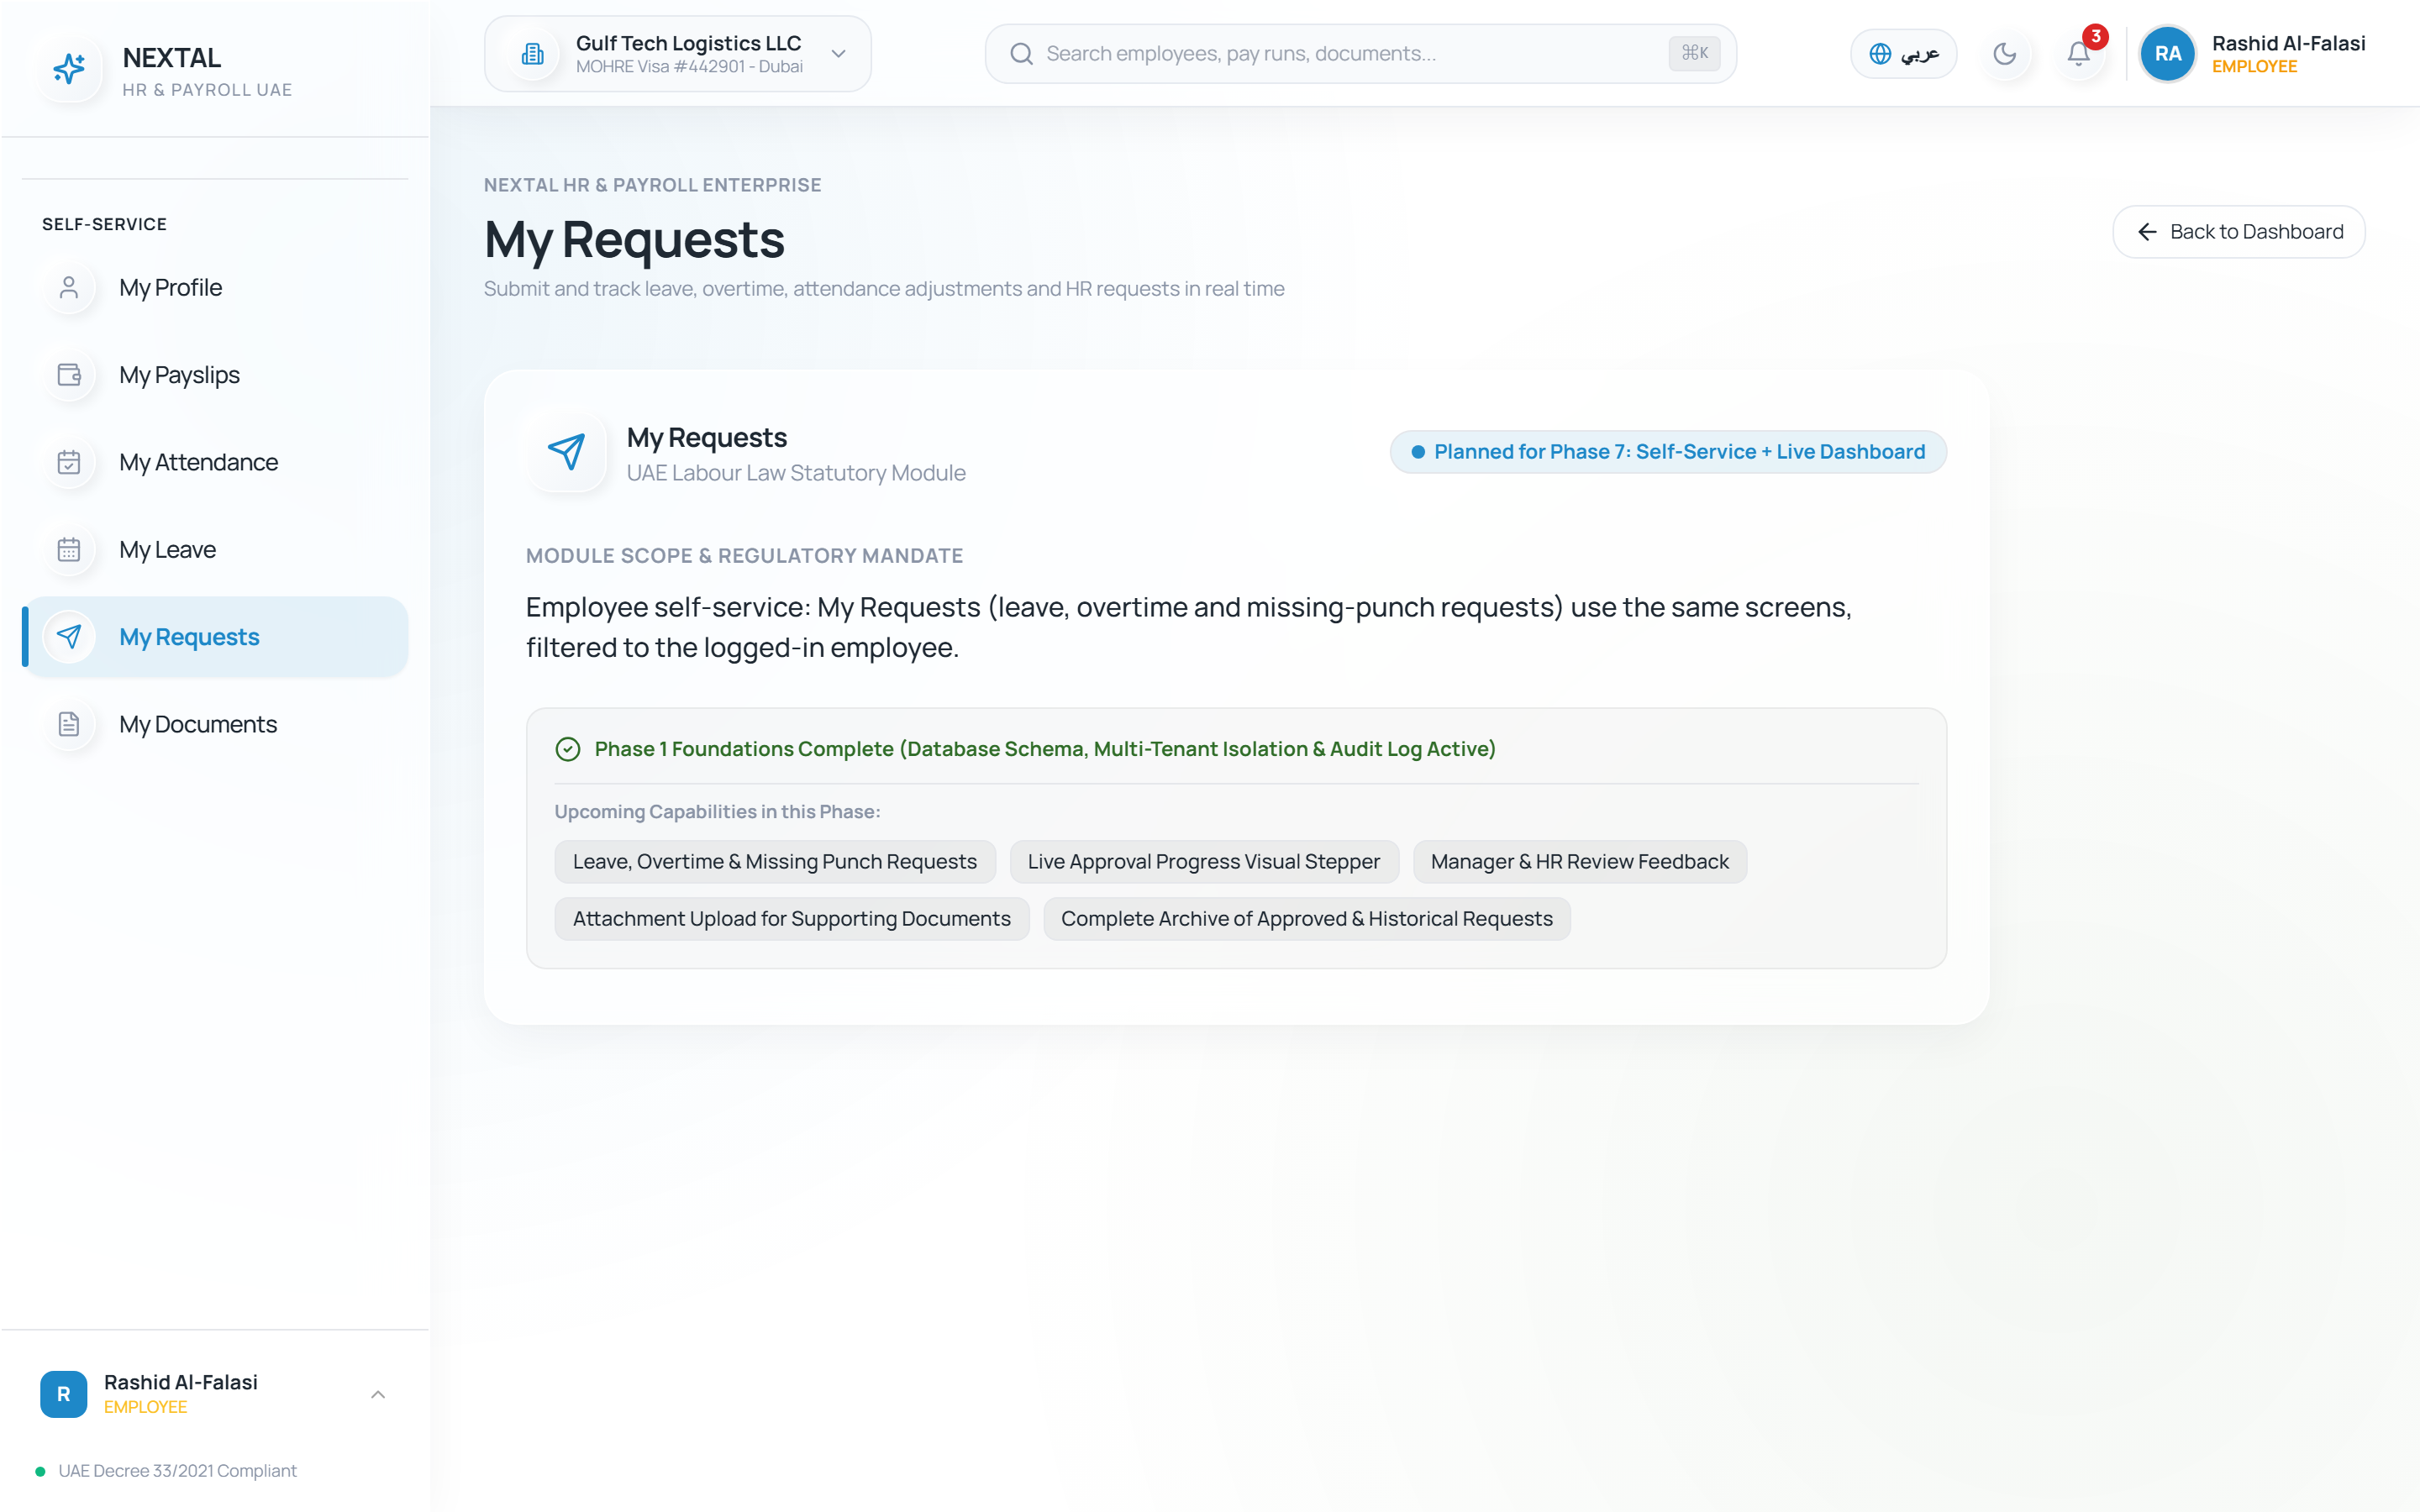 NEXTAL
HR & PAYROLL UAE
SELF-SERVICE
My Profile
My Payslips
My Attendance
My Leave
My Requests
My Documents
Rashid Al-Falasi
R
EMPLOYEE
UAE Decree 33/2021 Compliant
Gulf Tech Logistics LLC
MOHRE Visa #442901 - Dubai
Search employees, pay runs, documents...
⌘K
عربي
3
RA
Rashid Al-Falasi
EMPLOYEE
NEXTAL HR & PAYROLL ENTERPRISE
My Requests
Submit and track leave, overtime, attendance adjustments and HR requests in real time
Back to Dashboard
My Requests
UAE Labour Law Statutory Module
Planned for Phase 7: Self-Service + Live Dashboard
MODULE SCOPE & REGULATORY MANDATE
Employee self-service: My Requests (leave, overtime and missing-punch requests) use the same screens,
filtered to the logged-in employee.
Phase 1 Foundations Complete (Database Schema, Multi-Tenant Isolation & Audit Log Active)
Upcoming Capabilities in this Phase:
Leave, Overtime & Missing Punch Requests
Live Approval Progress Visual Stepper
Manager & HR Review Feedback
Attachment Upload for Supporting Documents
Complete Archive of Approved & Historical Requests